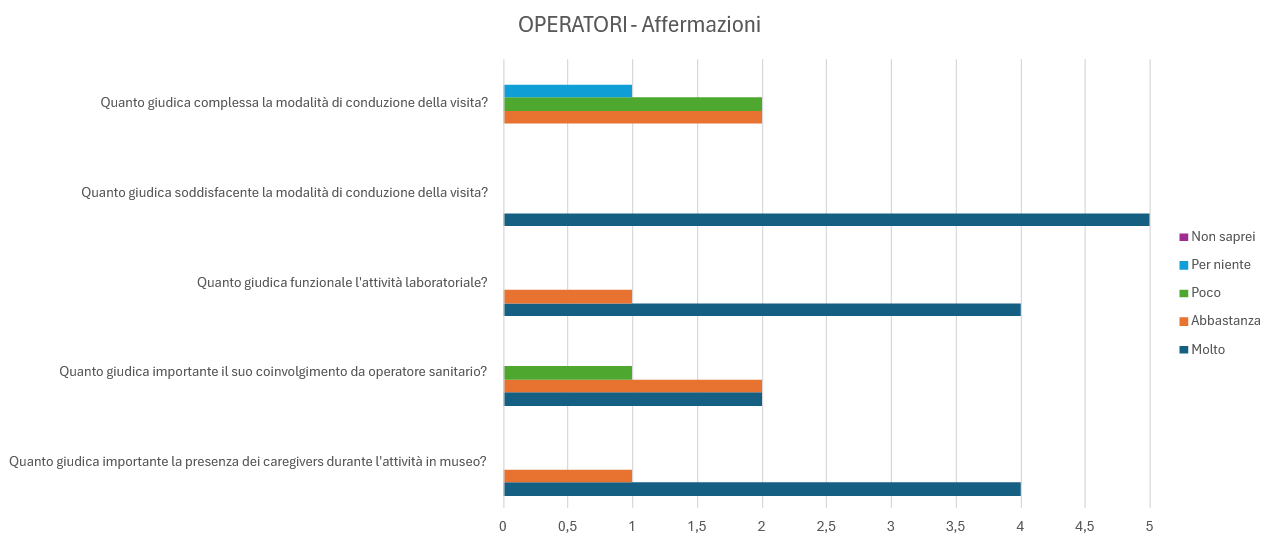 OPERATORI - Affermazioni
Quanto giudica complessa la modalità di conduzione della visita?
Quanto giudica soddisfacente la modalità di conduzione della visita?
Quanto giudica funzionale l'attività laboratoriale?
Quanto giudica importante il suo coinvolgimento da operatore sanitario?
Quanto giudica importante la presenza dei caregivers durante l'attività in museo?
0 0,5 1 1,5 2 2,5 3 3,5 4 4,5 5
Non saprei
Per niente
Poco
Abbastanza
Molto